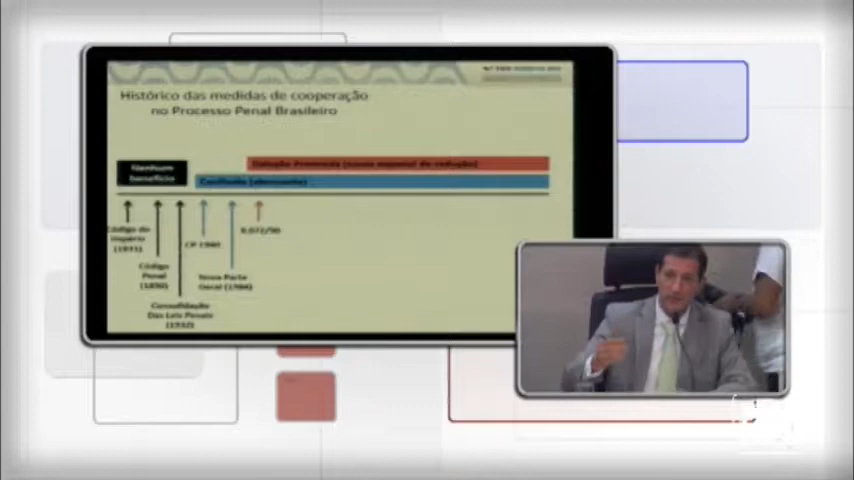 Histórico das medidas de cooperação
no Processo Penal Brasileiro
Nenhum
benefício
Delação Premiada (causa especial de redução)
Confissão (atenuante)
Código do
Império
CP 1940
8.072/90
Código
Penal
(1890)
Nova Parte
Geral (1984)
Consolidação
Das Leis Penais
(1932)